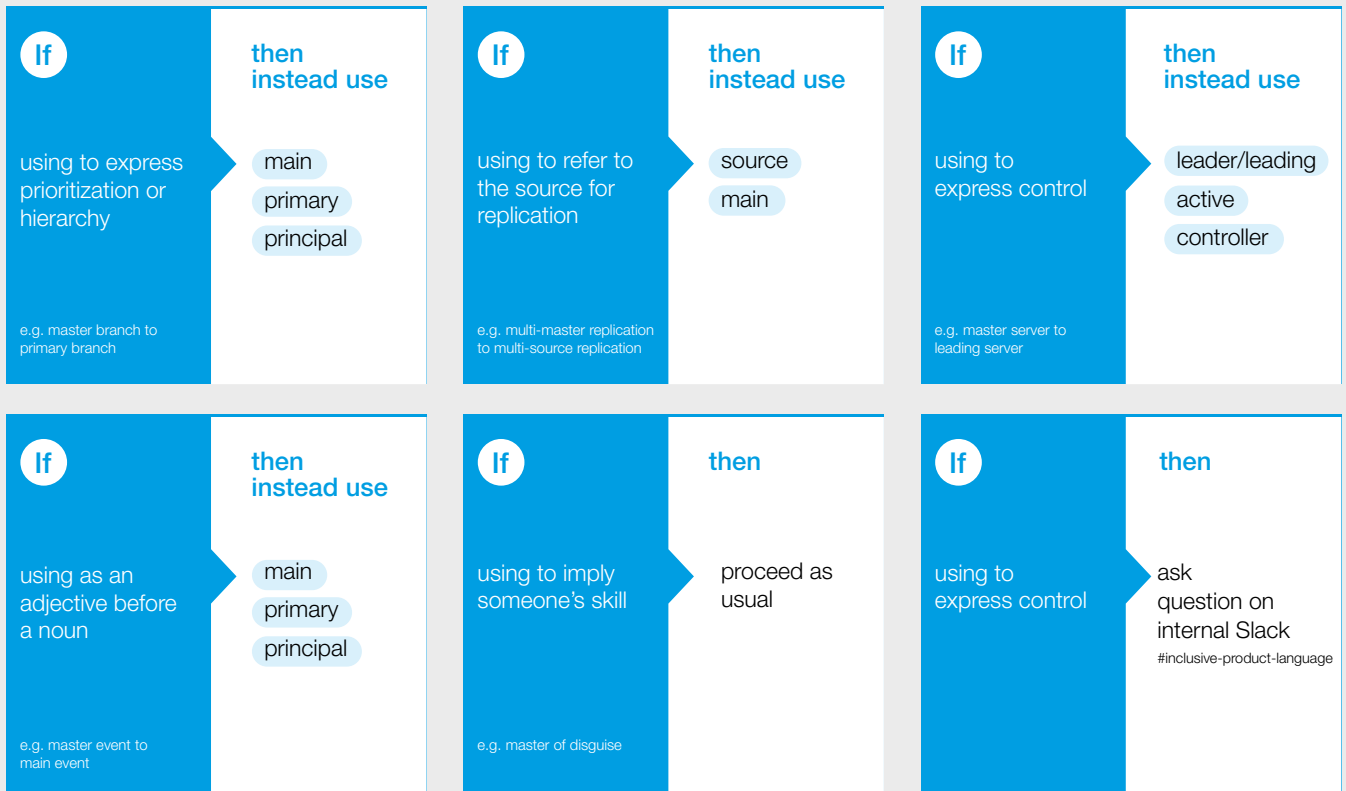 If
then
instead use
using to express
prioritization or
hierarchy
main
primary
principal
e.g. master branch to
primary branch
If
then
instead use
using to refer to
the source for
replication
source
main
e.g. multi-master replication
to multi-source replication
If
then
instead use
using to
express control
leader/leading
active
controller
e.g. master server to
leading server
If
then
instead use
using as an
adjective before
a noun
main
primary
principal
e.g. master event to
main event
If
then
using to imply
someone’s skill
proceed as
usual
e.g. master of disguise
If
then
using to
express control
ask
question on
internal Slack
#inclusive-product-language